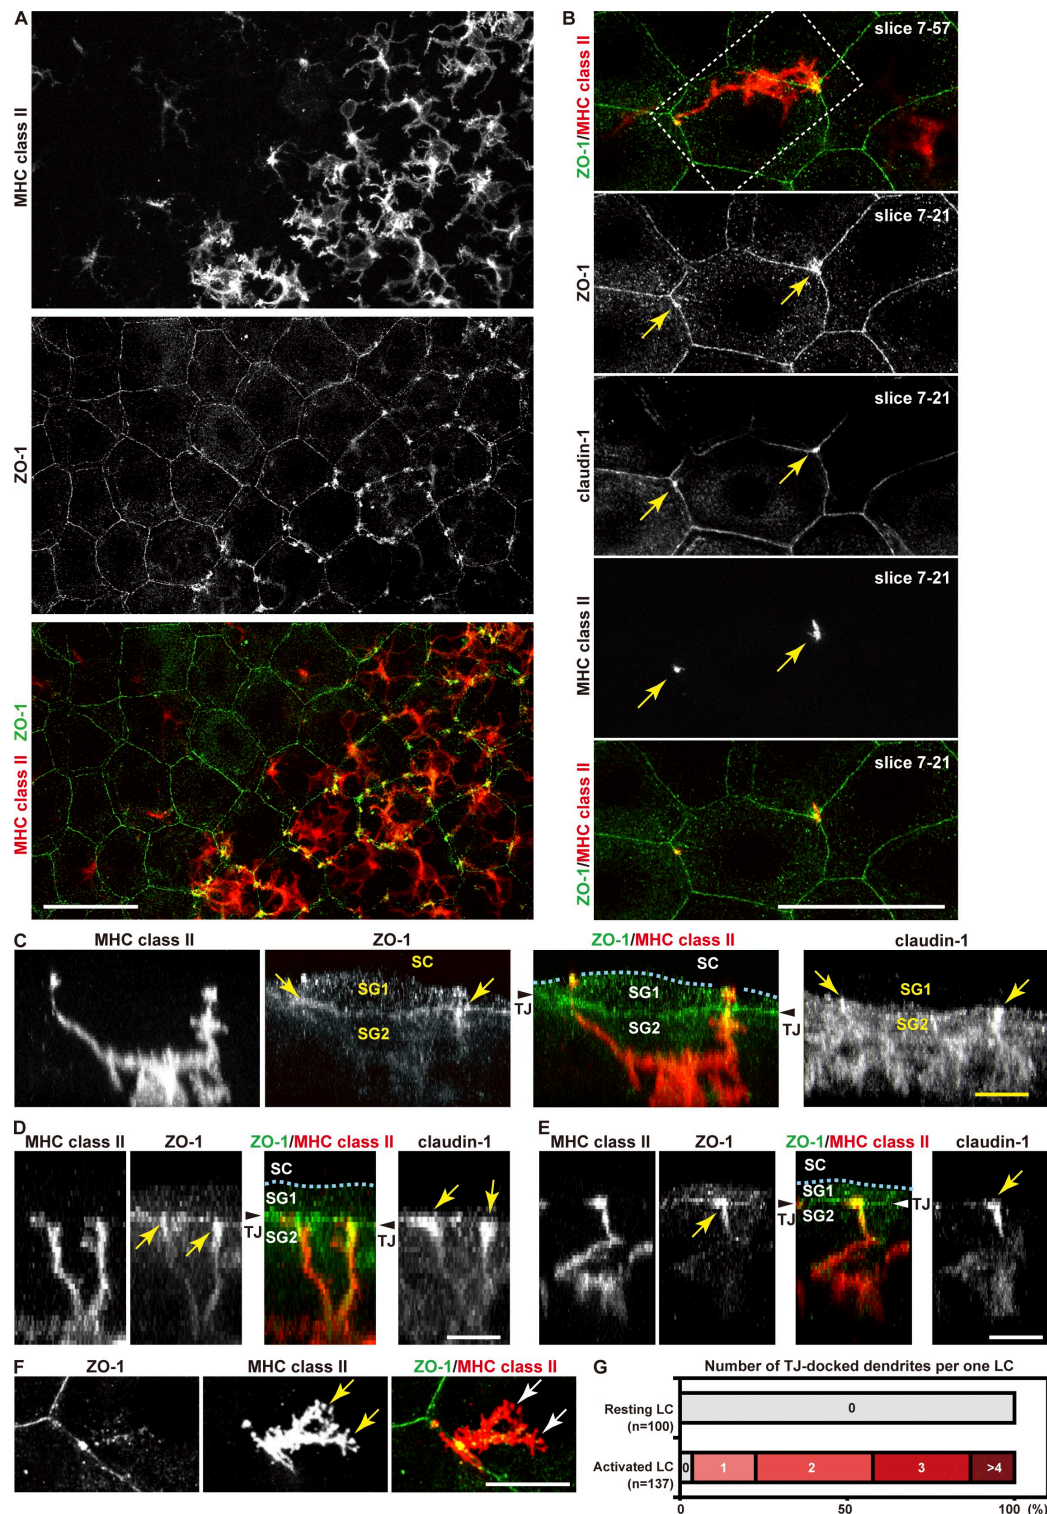 A
MHC class II
ZO-1
MHC class II ZO-1
B
ZO-1/MHC class II
slice 7-57
ZO-1
slice 7-21
claudin-1
slice 7-21
MHC class II
slice 7-21
ZO-1/MHC class II
slice 7-21
C
MHC class II
ZO-1
SC
SG1
SG2
ZO-1/MHC class II
SC
SG1
SG2
TJ
TJ
claudin-1
SG1
SG2
D
MHC class II
ZO-1
ZO-1/MHC class II
SC
SG1
TJ
SG2
TJ
claudin-1
E
MHC class II
ZO-1
ZO-1/MHC class II
SC
SG1
TJ
SG2
TJ
claudin-1
F
ZO-1
MHC class II
ZO-1/MHC class II
G
Number of TJ-docked dendrites per one LC
Resting LC
(n=100)
0
Activated LC
(n=137)
0 1 2 3 >4
0 50 100 (%)